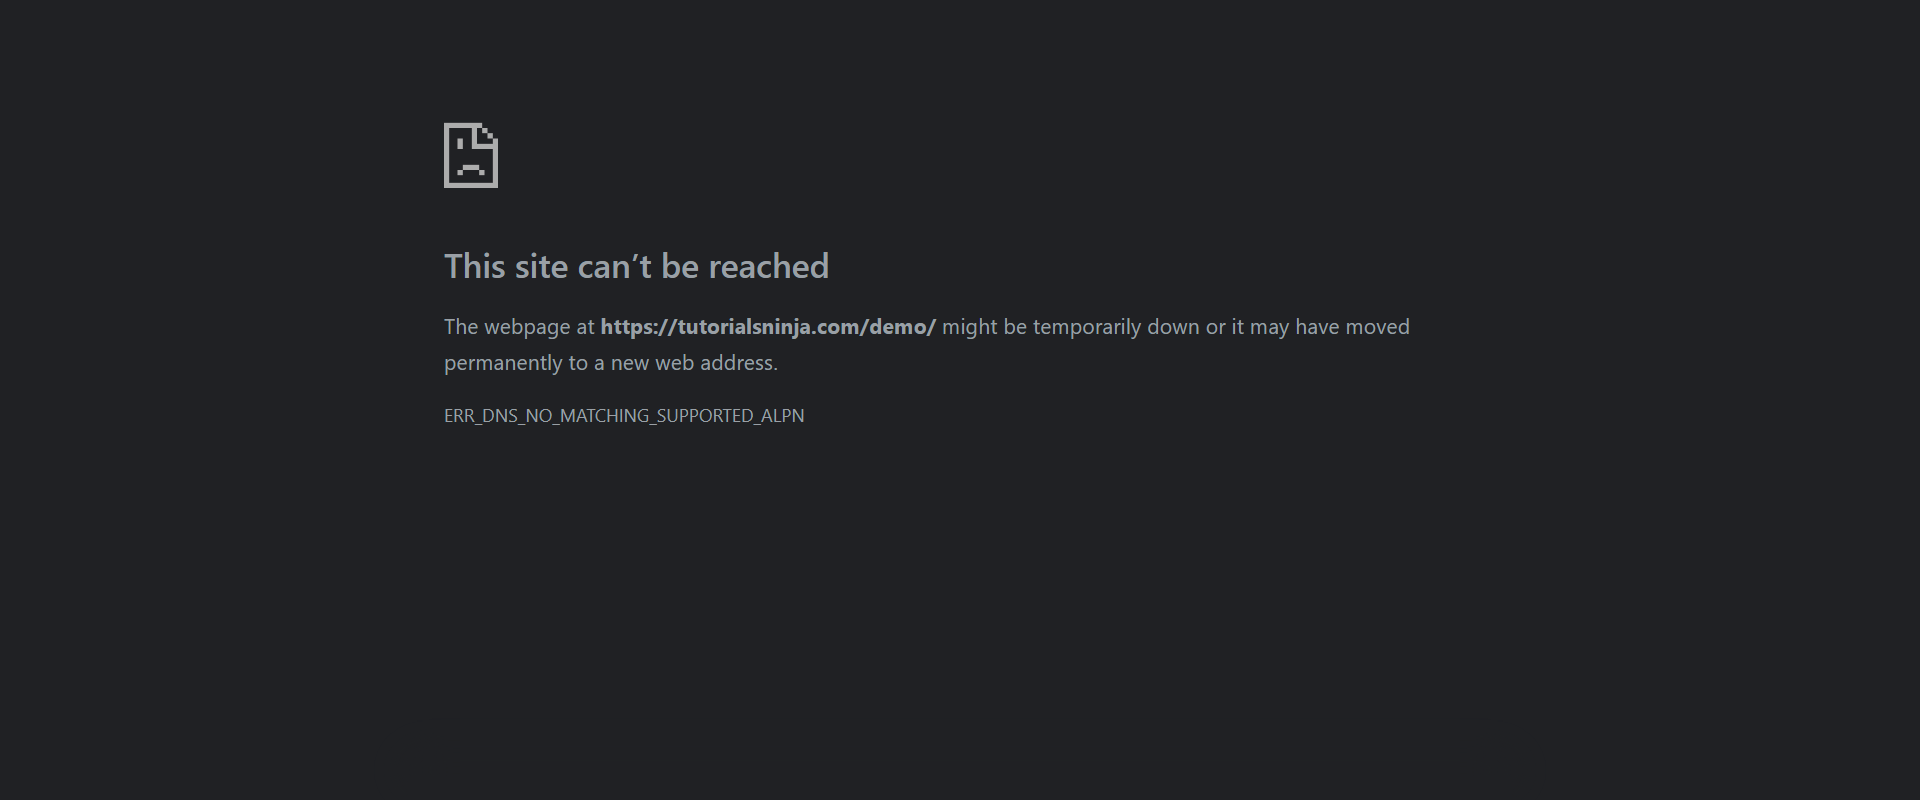 This site can’t be reached
The webpage at https://tutorialsninja.com/demo/ might be temporarily down or it may have moved
permanently to a new web address.
ERR_DNS_NO_MATCHING_SUPPORTED_ALPN